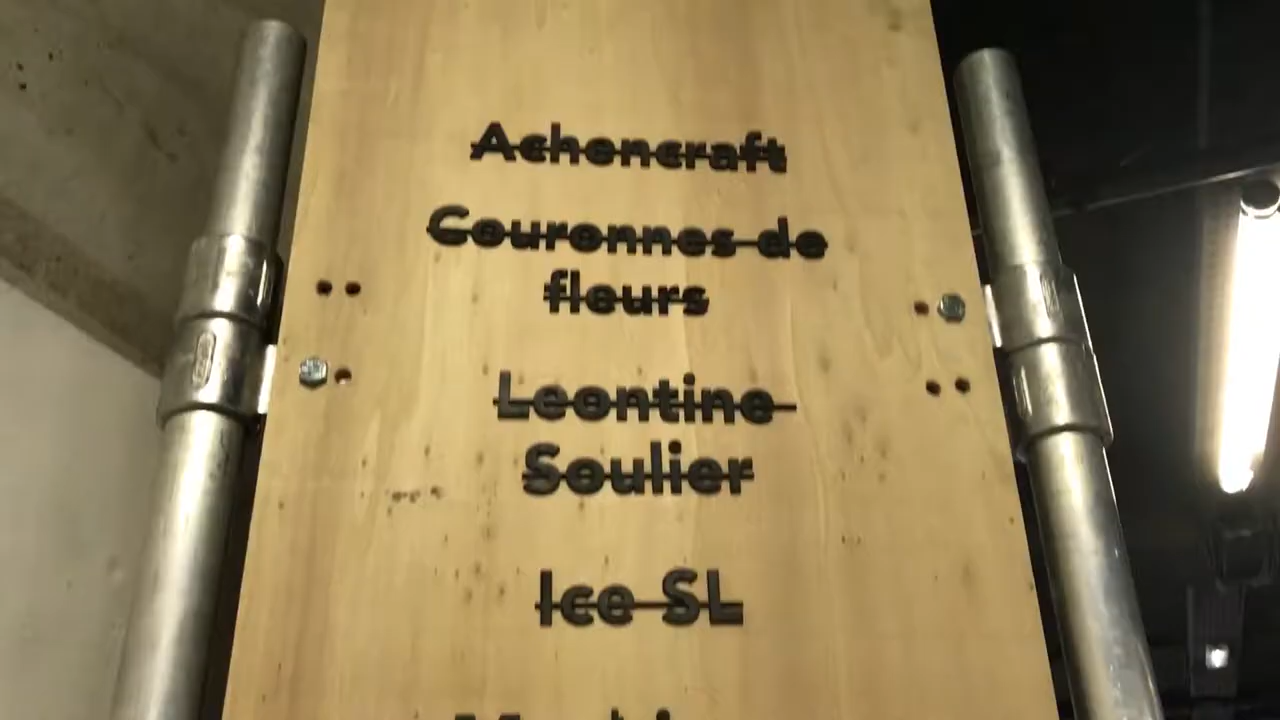 Achencraft
Couronnes de
fleurs
Leontine
Soulier
Ice SL